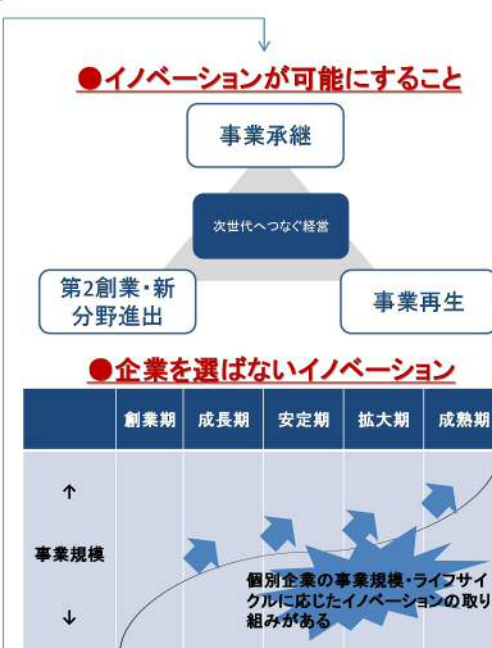 ●イノベーションが可能にすること
事業承継
次世代へつなぐ経営
第2創業・新
分野進出
事業再生
●企業を選ばないイノベーション
創業期 成長期 安定期 拡大期 成熟期
↑
事業規模
↓
個別企業の事業規模・ライフサイ
クルに応じたイノベーションの取り
組みがある